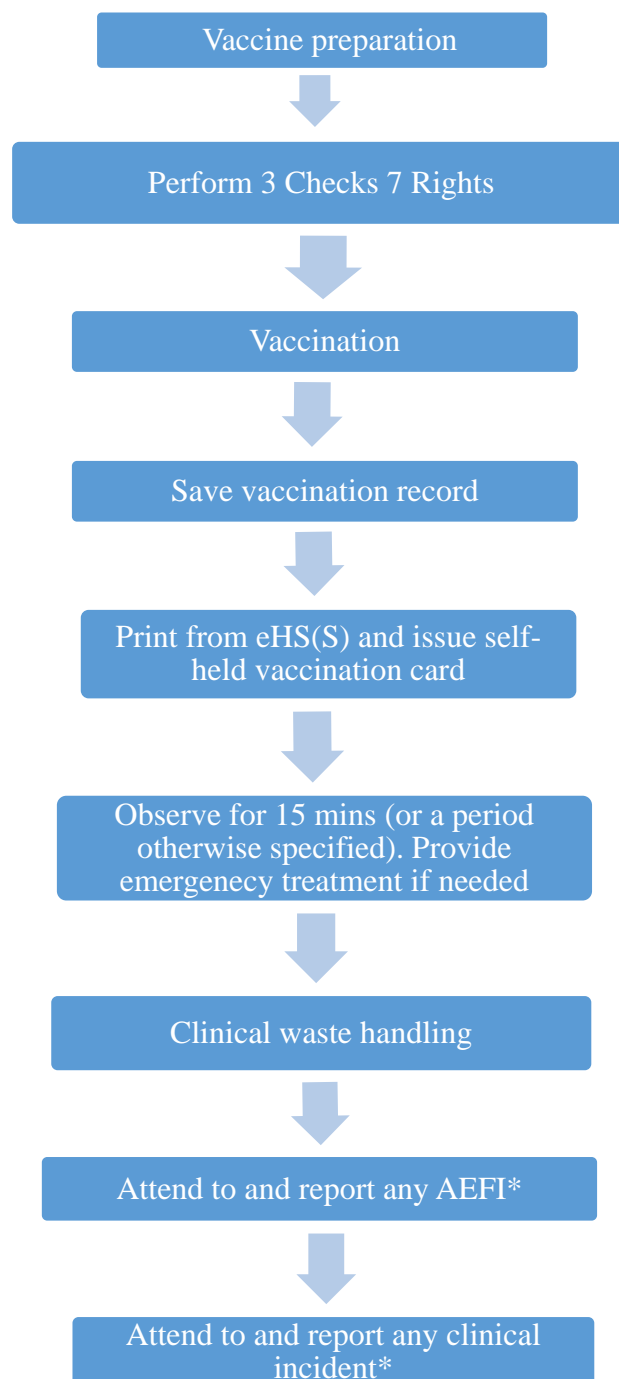 Vaccine preparation
Perform 3 Checks 7 Rights
Vaccination
Save vaccination record
Print from eHS(S) and issue self-
held vaccination card
Observe for 15 mins (or a period
otherwise specified). Provide
emergenecy treatment if needed
Clinical waste handling
Attend to and report any AEFI*
Attend to and report any clinical
incident*